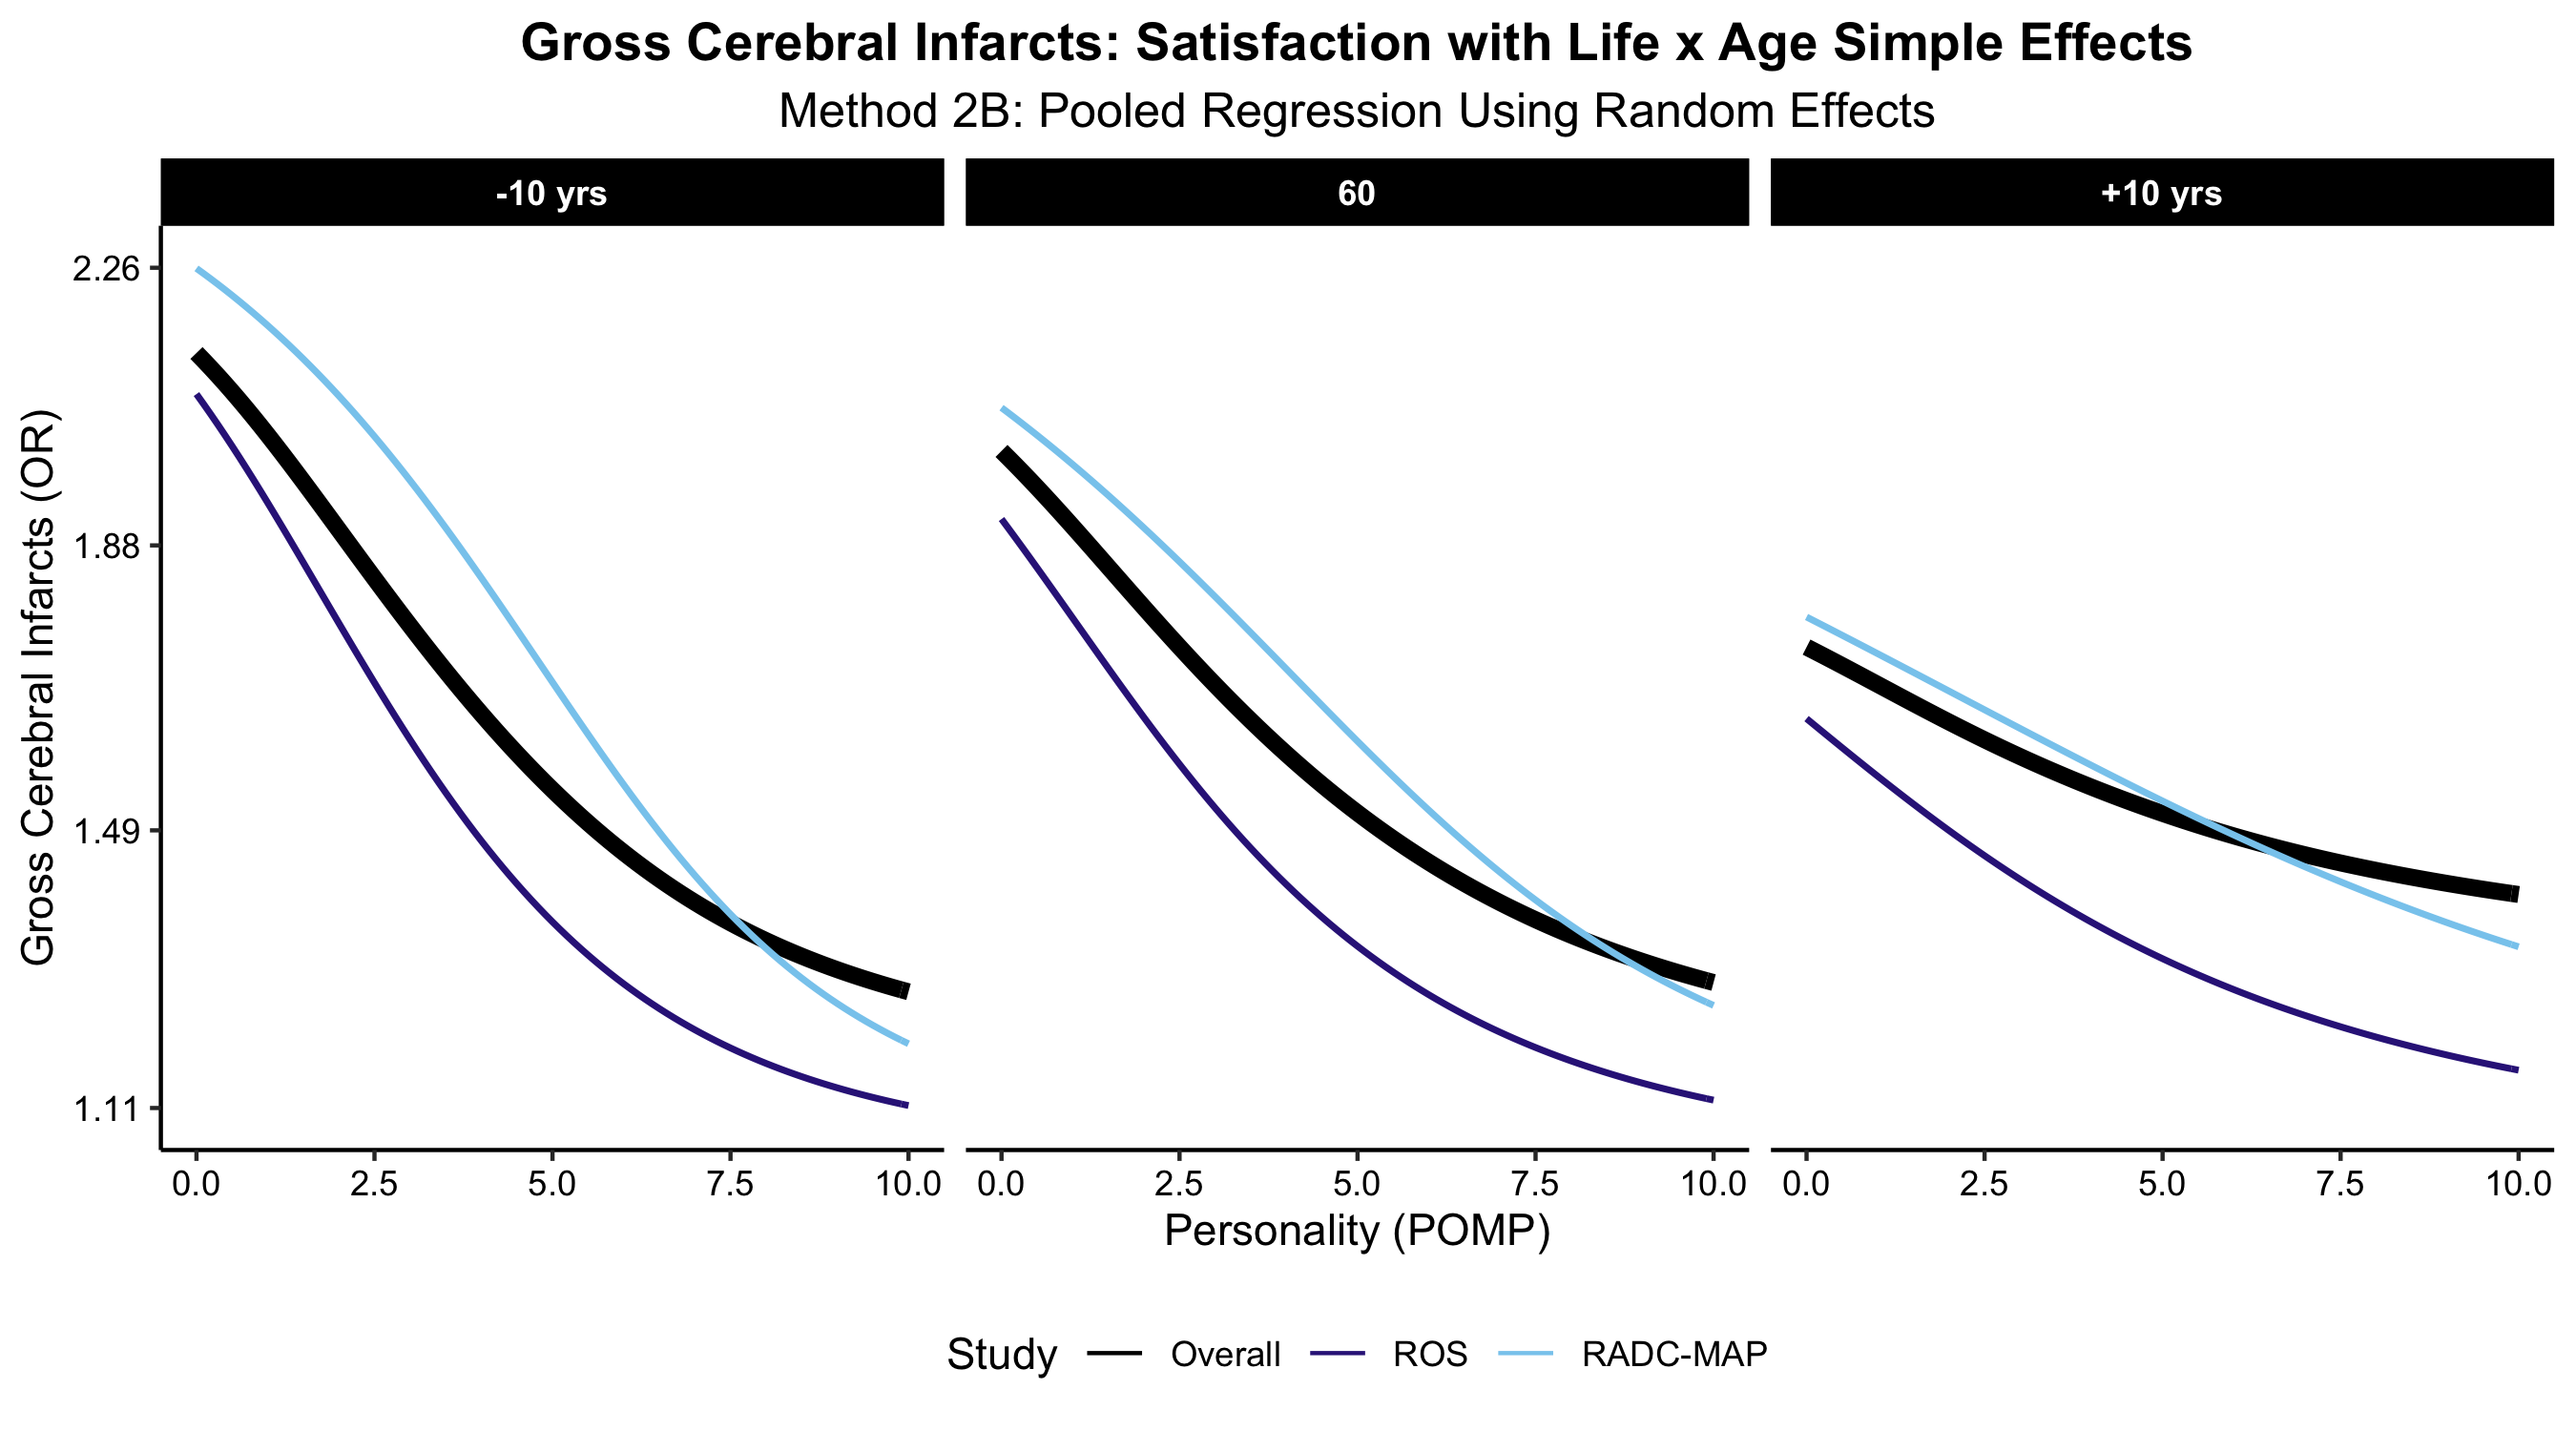 Gross Cerebral Infarcts: Satisfaction with Life x Age Simple Effects
Method 2B: Pooled Regression Using Random Effects
-10 yrs 60 +10 yrs
Gross Cerebral Infarcts (OR)
2.26
1.88
1.49
1.11
0.0 2.5 5.0 7.5 10.0 0.0 2.5 5.0 7.5 10.0 0.0 2.5 5.0 7.5 10.0
Personality (POMP)
Study Overall ROS RADC-MAP